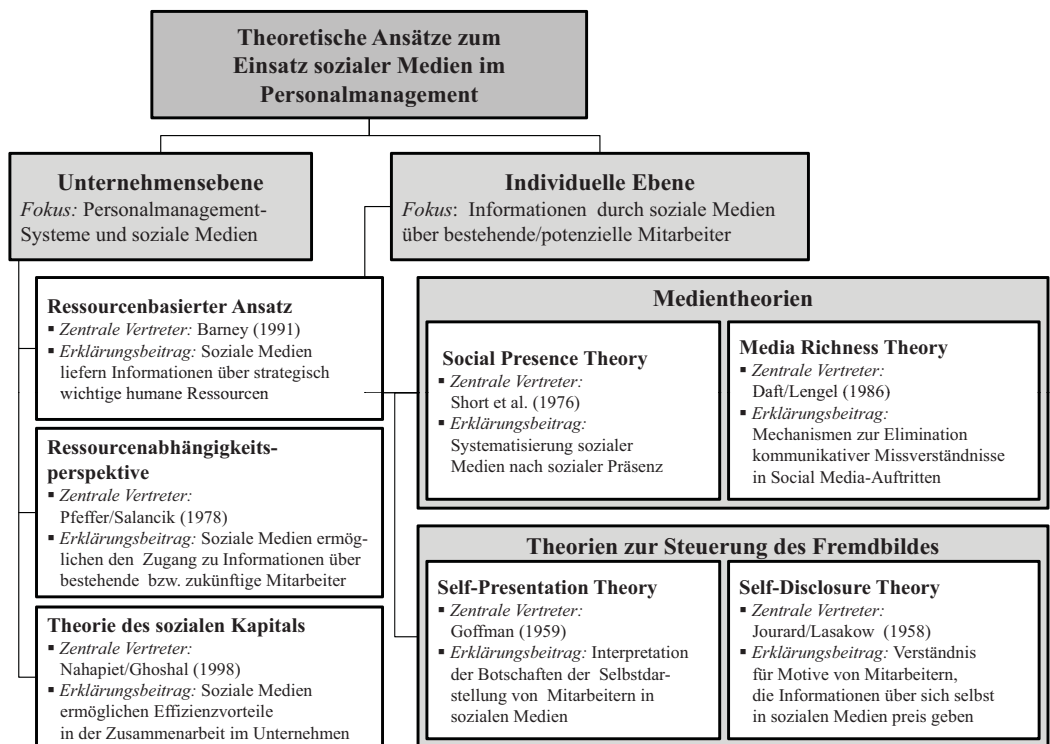 Theoretische Ansätze zum
Einsatz sozialer Medien im
Personalmanagement
Unternehmensebene
Fokus: Personalmanagement-
Systeme und soziale Medien
Individuelle Ebene
Fokus: Informationen durch soziale Medien
über bestehende/potenzielle Mitarbeiter
Ressourcenbasierter Ansatz
▪ Zentrale Vertreter: Barney (1991)
▪ Erklärungsbeitrag: Soziale Medien
liefern Informationen über strategisch
wichtige humane Ressourcen
Ressourcenabhängigkeits-
perspektive
▪ Zentrale Vertreter:
Pfeffer/Salancik (1978)
▪ Erklärungsbeitrag: Soziale Medien ermög-
lichen den Zugang zu Informationen über
bestehende bzw. zukünftige Mitarbeiter
Theorie des sozialen Kapitals
▪ Zentrale Vertreter:
Nahapiet/Ghoshal (1998)
▪ Erklärungsbeitrag: Soziale Medien
ermöglichen Effizienzvorteile
in der Zusammenarbeit im Unternehmen
Medientheorien
Social Presence Theory
▪ Zentrale Vertreter:
Short et al. (1976)
▪ Erklärungsbeitrag:
Systematisierung sozialer
Medien nach sozialer Präsenz
Media Richness Theory
▪ Zentrale Vertreter:
Daft/Lengel (1986)
▪ Erklärungsbeitrag:
Mechanismen zur Elimination
kommunikativer Missverständnisse
in Social Media-Auftritten
Theorien zur Steuerung des Fremdbildes
Self-Presentation Theory
▪ Zentrale Vertreter:
Goffman (1959)
▪ Erklärungsbeitrag: Interpretation
der Botschaften der Selbstdar-
stellung von Mitarbeitern in
sozialen Medien
Self-Disclosure Theory
▪ Zentrale Vertreter:
Jourard/Lasakow (1958)
▪ Erklärungsbeitrag: Verständnis
für Motive von Mitarbeitern,
die Informationen über sich selbst
in sozialen Medien preis geben